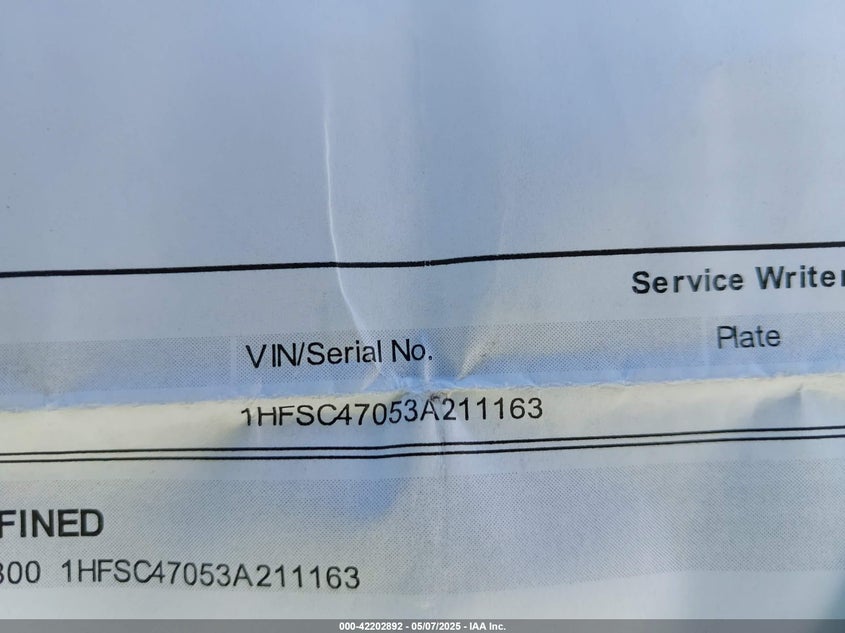 Service Writer
VIN/Serial No.
Plate
1HFSC47053A211163
FINED
300 1HFSC47053A211163
000-42202892 - 05/07/2025 - IAA Inc.